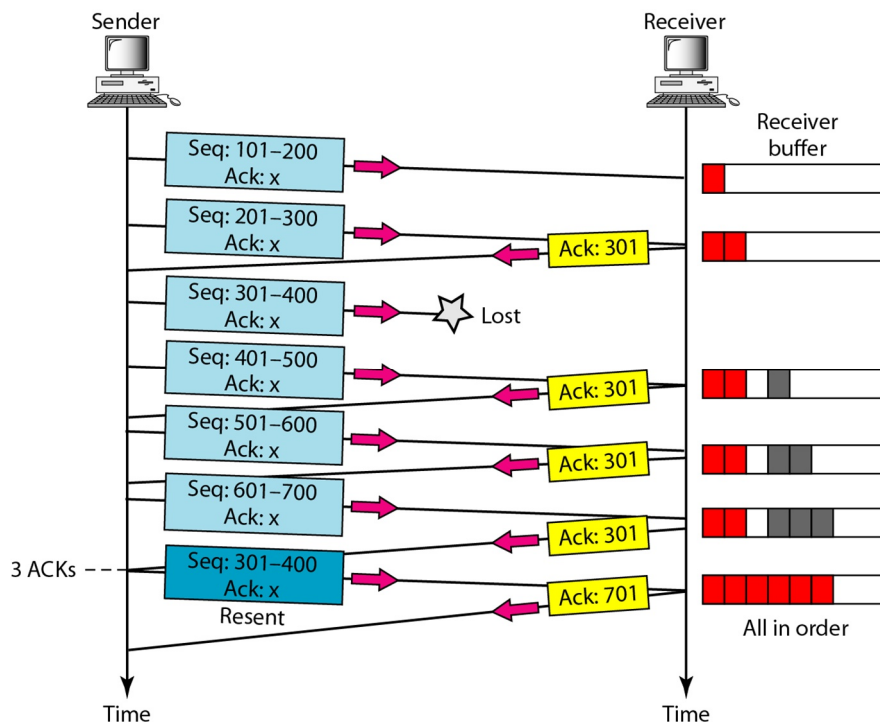 Sender
Receiver
Receiver
buffer
Seq: 101–200
Ack: x
Seq: 201–300
Ack: x
Ack: 301
Seq: 301–400
Ack: x
Lost
Seq: 401–500
Ack: x
Ack: 301
Seq: 501–600
Ack: x
Ack: 301
Seq: 601–700
Ack: x
Ack: 301
3 ACKs
Seq: 301–400
Ack: x
Resent
Ack: 701
All in order
Time
Time